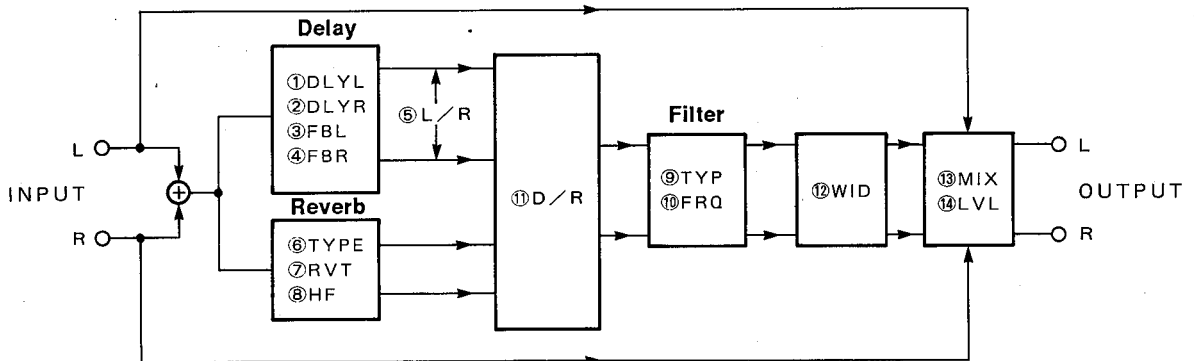 Delay
①DLYL
②DLYR
③FBL
④FBR
⑤L/R
L
INPUT
R
Reverb
⑥TYPE
⑦RVT
⑧HF
⑪D/R
Filter
⑨TYP
⑩FRQ
⑫WID
⑬MIX
⑭LVL
L
OUTPUT
R